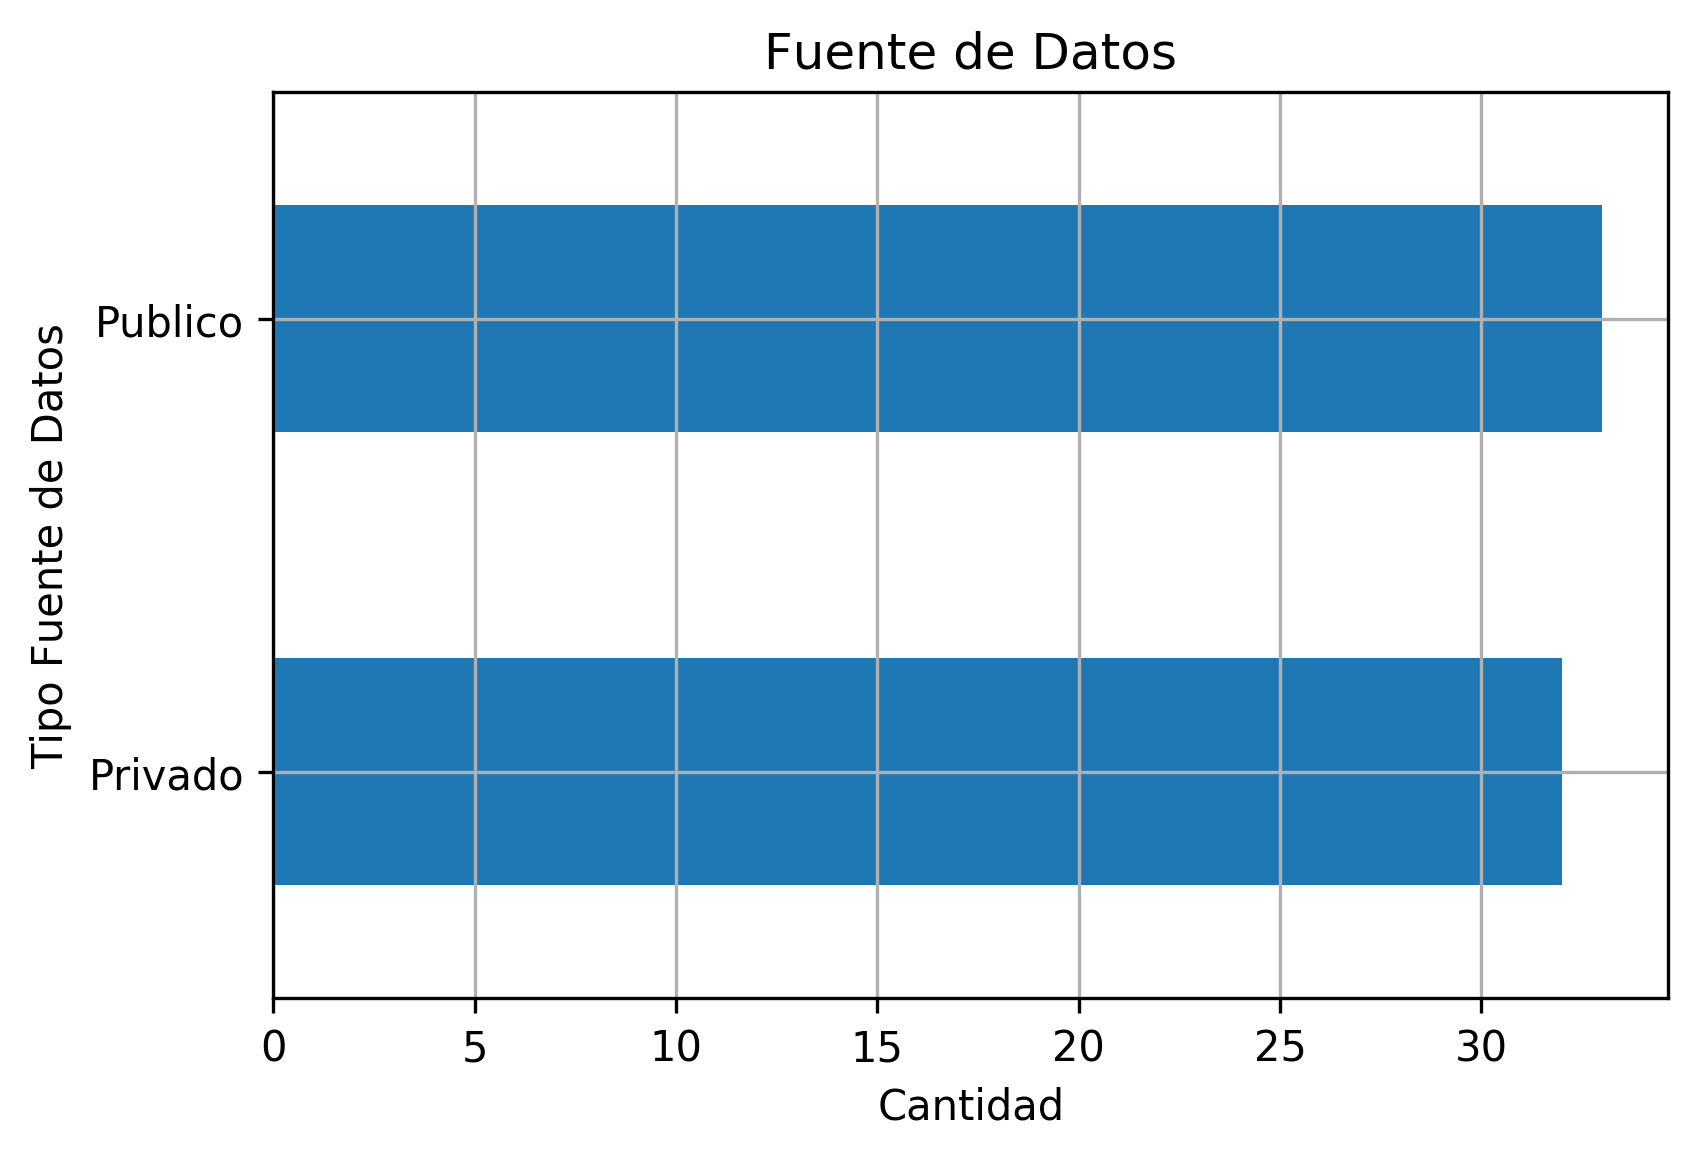 Fuente de Datos
Tipo Fuente de Datos
Publico
Privado
0 5 10 15 20 25 30
Cantidad